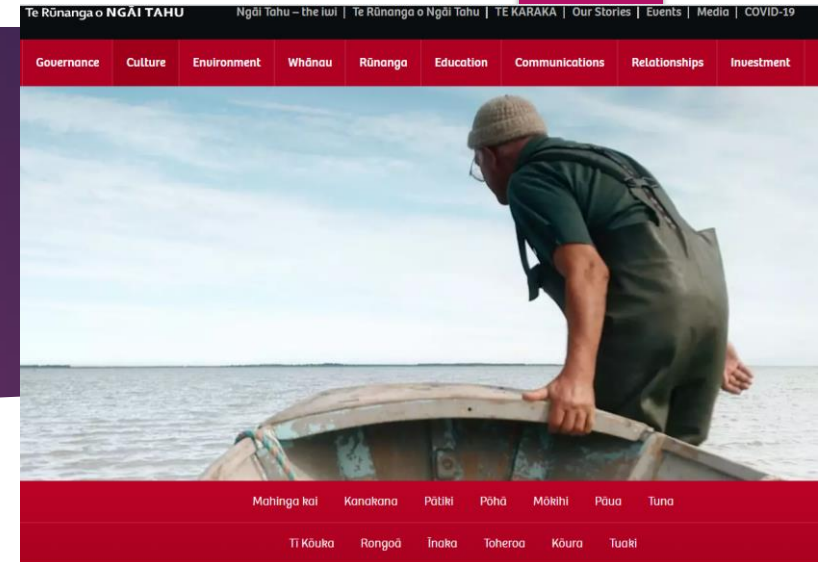 Te Rūnanga o NGĀI TAHU Ngāi Tahu – the iwi | Te Rūnanga o Ngāi Tahu | TE KARAKA | Our Stories | Events | Media | COVID-19
Governance Culture Environment Whānau Rūnanga Education Communications Relationships Investment
Mahinga kai Kanakana Pātiki Pōhā Mōkihi Pāua Tuna
Tī Kōuka Rongoā Īnaka Toheroa Kōura Tuaki